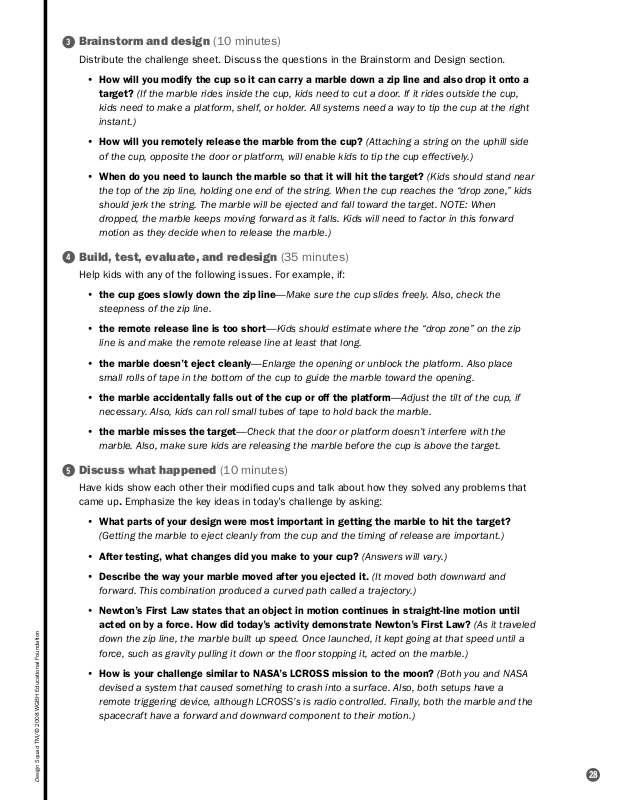 3 Brainstorm and design (10 minutes)
Distribute the challenge sheet. Discuss the questions in the Brainstorm and Design section.
• How will you modify the cup so it can carry a marble down a zip line and also drop it onto a
target? (If the marble rides inside the cup, kids need to cut a door. If it rides outside the cup,
kids need to make a platform, shelf, or holder. All systems need a way to tip the cup at the right
instant.)
• How will you remotely release the marble from the cup? (Attaching a string on the uphill side
of the cup, opposite the door or platform, will enable kids to tip the cup effectively.)
• When do you need to launch the marble so that it will hit the target? (Kids should stand near
the top of the zip line, holding one end of the string. When the cup reaches the “drop zone,” kids
should jerk the string. The marble will be ejected and fall toward the target. NOTE: When
dropped, the marble keeps moving forward as it falls. Kids will need to factor in this forward
motion as they decide when to release the marble.)
4 Build, test, evaluate, and redesign (35 minutes)
Help kids with any of the following issues. For example, if:
• the cup goes slowly down the zip line—Make sure the cup slides freely. Also, check the
steepness of the zip line.
• the remote release line is too short—Kids should estimate where the “drop zone” on the zip
line is and make the remote release line at least that long.
• the marble doesn’t eject cleanly—Enlarge the opening or unblock the platform. Also place
small rolls of tape in the bottom of the cup to guide the marble toward the opening.
• the marble accidentally falls out of the cup or off the platform—Adjust the tilt of the cup, if
necessary. Also, kids can roll small tubes of tape to hold back the marble.
• the marble misses the target—Check that the door or platform doesn’t interfere with the
marble. Also, make sure kids are releasing the marble before the cup is above the target.
5 Discuss what happened (10 minutes)
Have kids show each other their modified cups and talk about how they solved any problems that
came up. Emphasize the key ideas in today’s challenge by asking:
• What parts of your design were most important in getting the marble to hit the target?
(Getting the marble to eject cleanly from the cup and the timing of release are important.)
• After testing, what changes did you make to your cup? (Answers will vary.)
• Describe the way your marble moved after you ejected it. (It moved both downward and
forward. This combination produced a curved path called a trajectory.)
• Newton’s First Law states that an object in motion continues in straight-line motion until
acted on by a force. How did today’s activity demonstrate Newton’s First Law? (As it traveled
down the zip line, the marble built up speed. Once launched, it kept going at that speed until a
force, such as gravity pulling it down or the floor stopping it, acted on the marble.)
• How is your challenge similar to NASA’s LCROSS mission to the moon? (Both you and NASA
devised a system that caused something to crash into a surface. Also, both setups have a
remote triggering device, although LCROSS’s is radio controlled. Finally, both the marble and the
spacecraft have a forward and downward component to their motion.)
Design Squad TM/© 2008 WGBH Educational Foundation
28